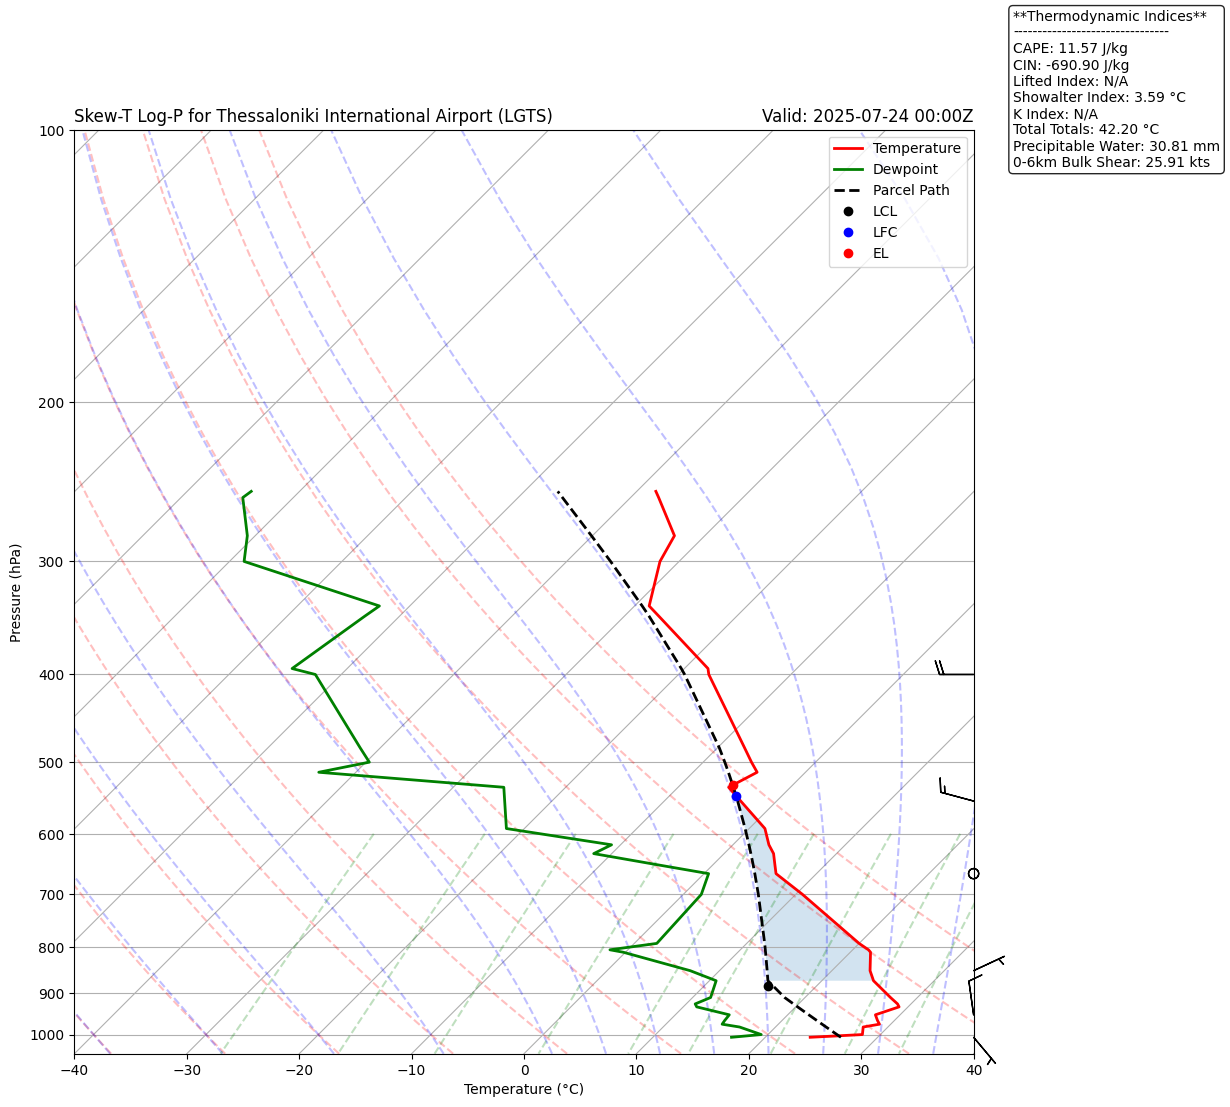 **Thermodynamic Indices**
--------------------------------
CAPE: 11.57 J/kg
CIN: -690.90 J/kg
Lifted Index: N/A
Showalter Index: 3.59 °C
K Index: N/A
Total Totals: 42.20 °C
Precipitable Water: 30.81 mm
0-6km Bulk Shear: 25.91 kts
Skew-T Log-P for Thessaloniki International Airport (LGTS)
Valid: 2025-07-24 00:00Z
Temperature
Dewpoint
Parcel Path
LCL
LFC
EL
100
200
300
400
500
600
700
800
900
1000
Pressure (hPa)
−40
−30
−20
−10
0
10
20
30
40
Temperature (°C)